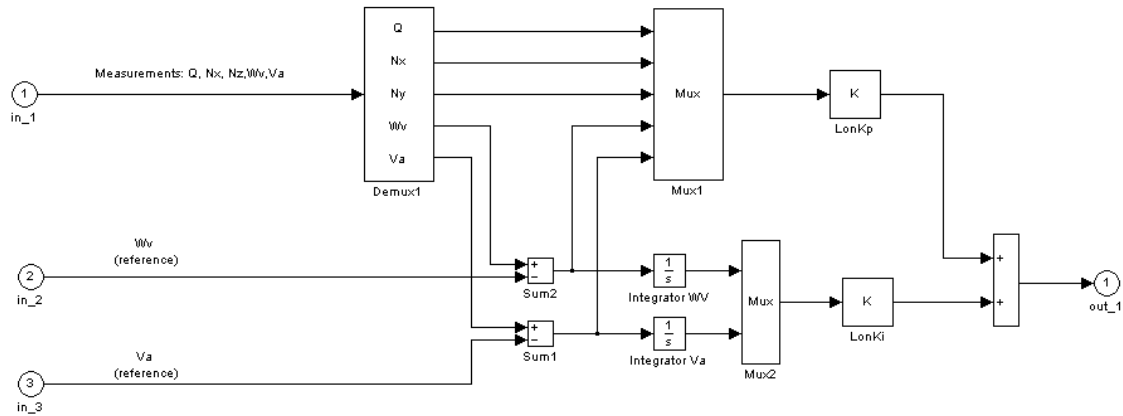 Q
Measurements: Q, Nx, Nz,Wv,Va
Nx
1
Ny
Mux
K
in_1
Wv
LonKp
Va
Demux1
Mux1
Wv
(reference)
+
−
2
in_2
Sum2
1
s
Integrator WV
Mux
K
LonKi
+
+
1
out_1
+
−
Sum1
1
s
Integrator Va
Mux2
Va
(reference)
3
in_3